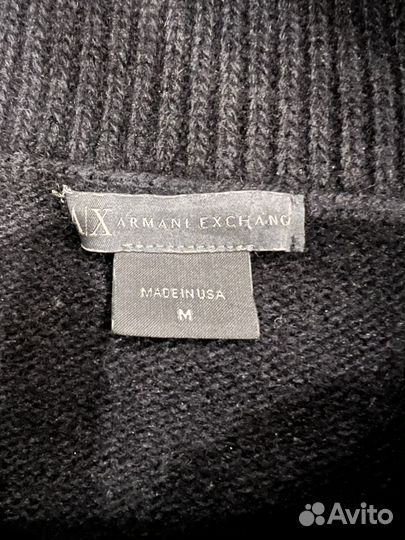 A|X ARMANI EXCHANG
MADE IN USA
M
Avito